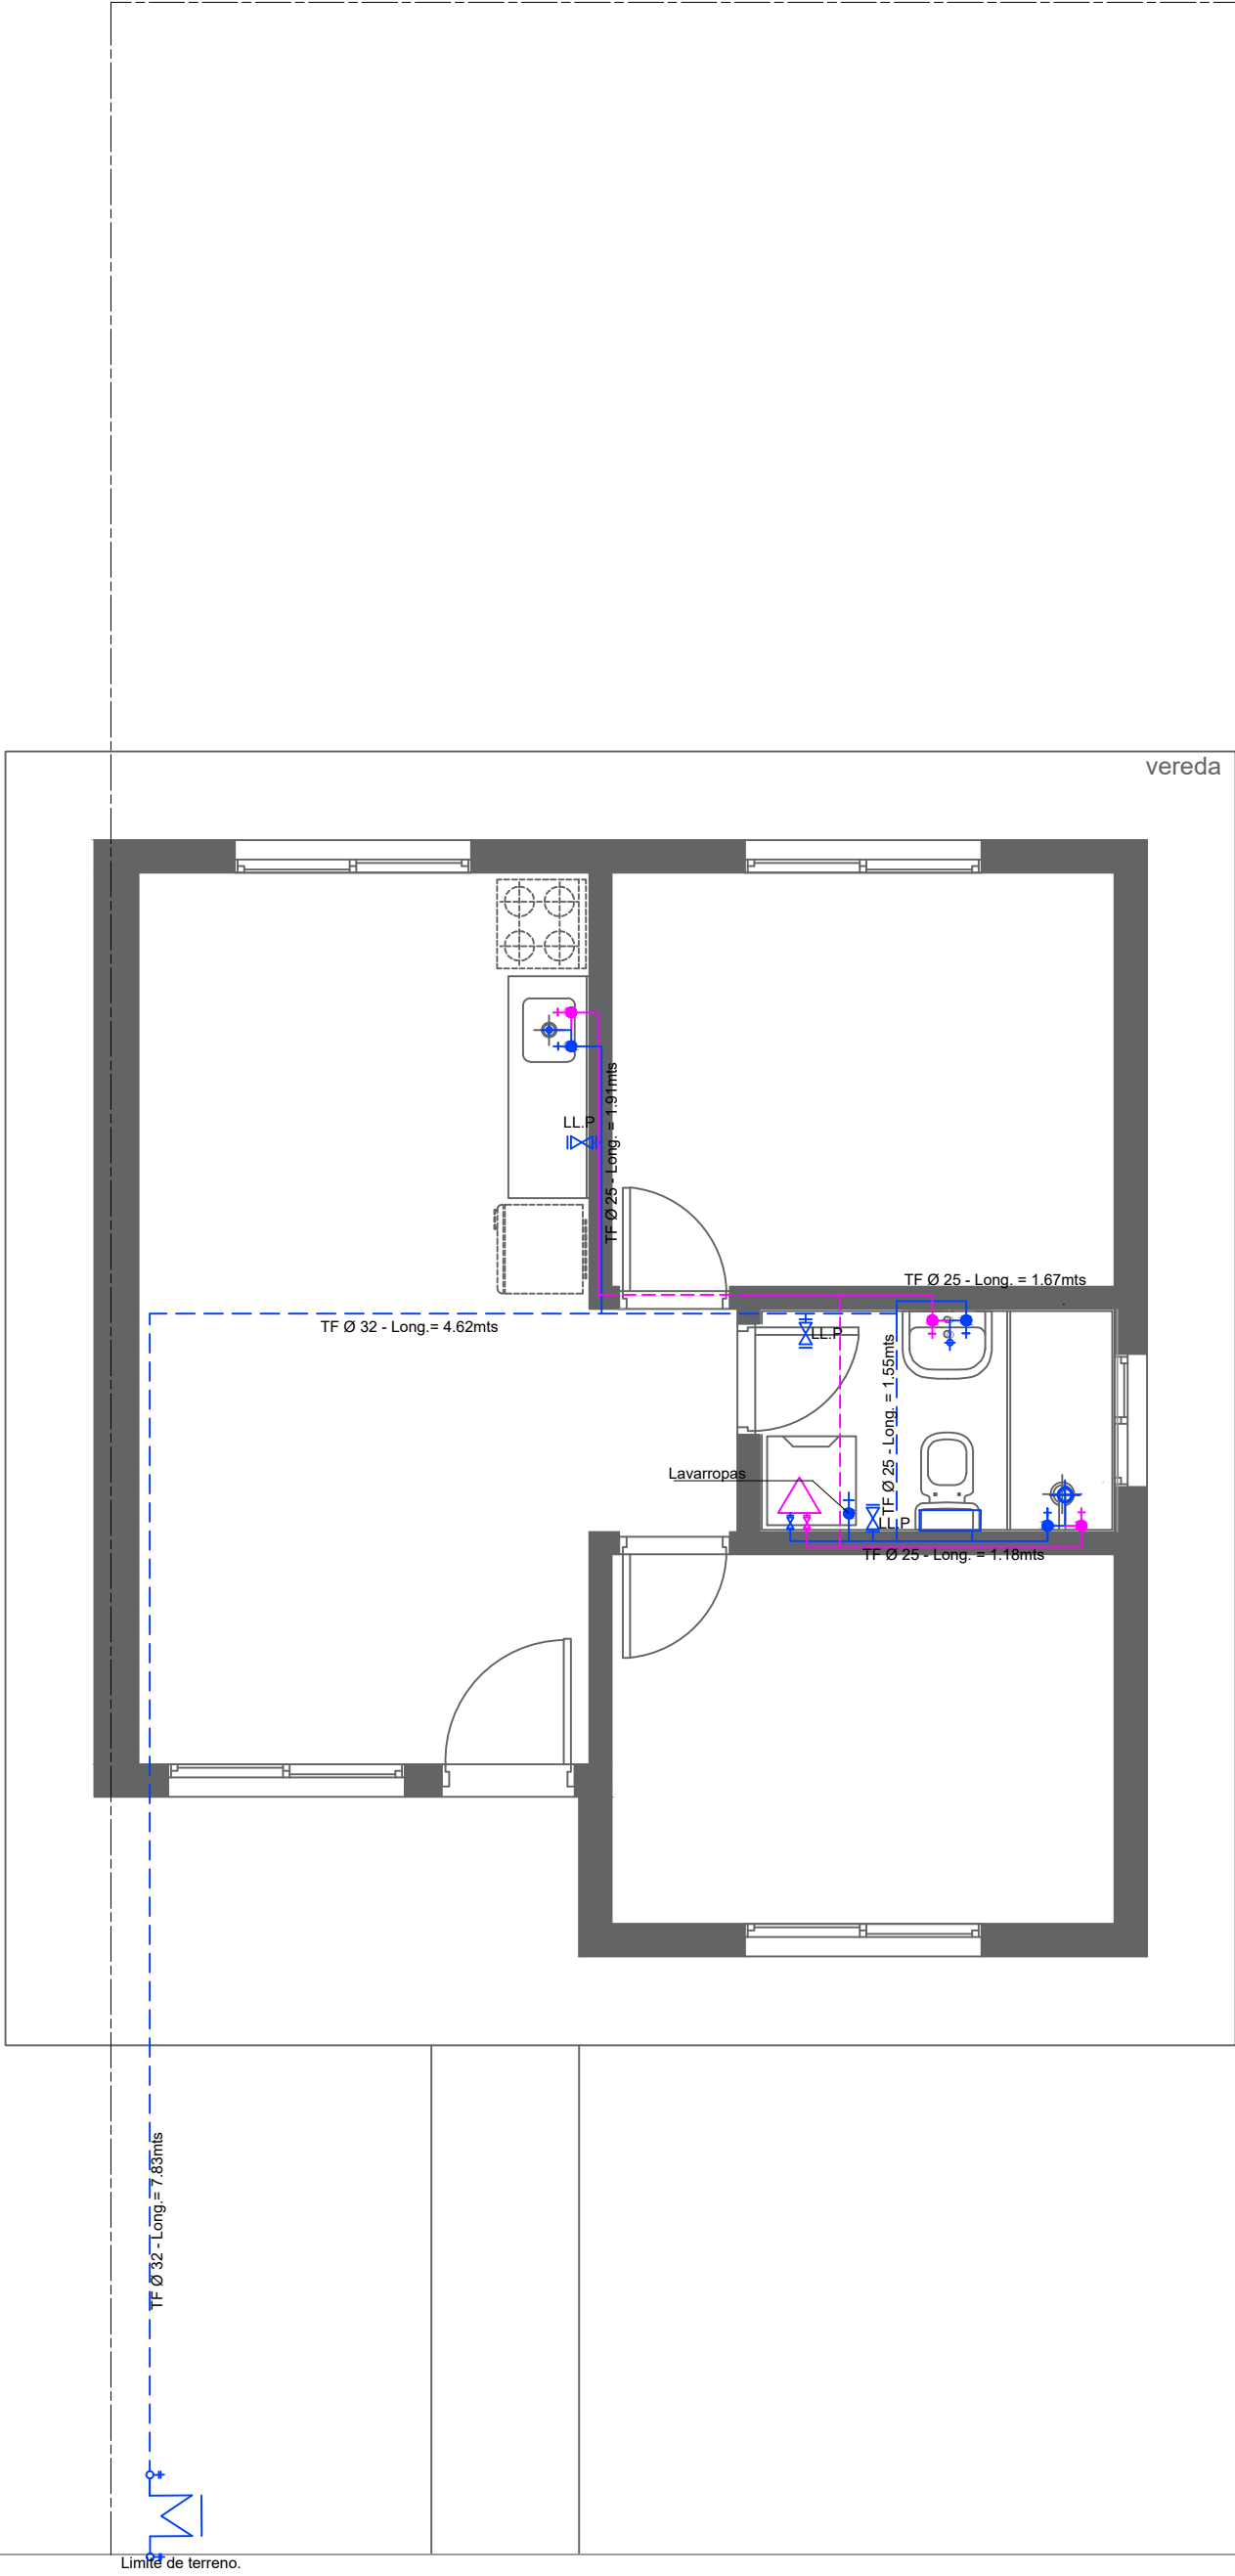 vereda
LL.P
TF Ø 25 - Long. = 1.91mts
TF Ø 25 - Long. = 1.67mts
TF Ø 32 - Long.= 4.62mts
LL.P
TF Ø 25 - Long. = 1.55mts
Lavarropas
LL.P
TF Ø 25 - Long. = 1.18mts
TF Ø 32 - Long.= 7.83mts
Limite de terreno.